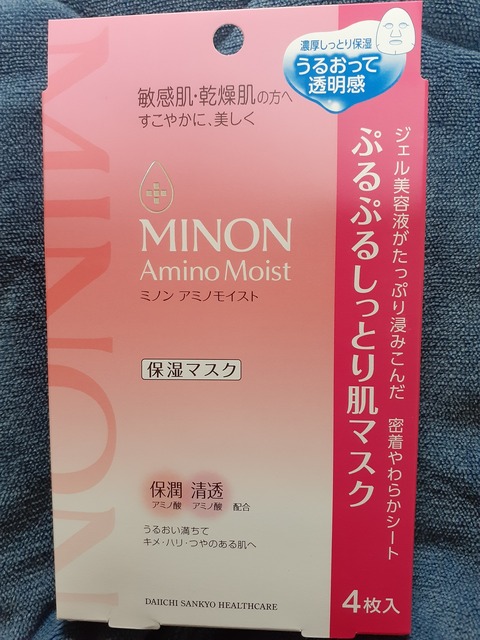 濃厚しっとり保湿
うるおって
透明感
敏感肌・乾燥肌の方へ
すこやかに、美しく
MINON
MINON
Amino Moist
ミノン アミノモイスト
保湿マスク
ジェル美容液がたっぷり浸みこんだ 密着やわらかシート
ぷるぷるしっとり肌マスク
保潤 清透
アミノ酸 アミノ酸 配合
うるおい満ちて
キメ・ハリ・つやのある肌へ
DAIICHI SANKYO HEALTHCARE
4枚入